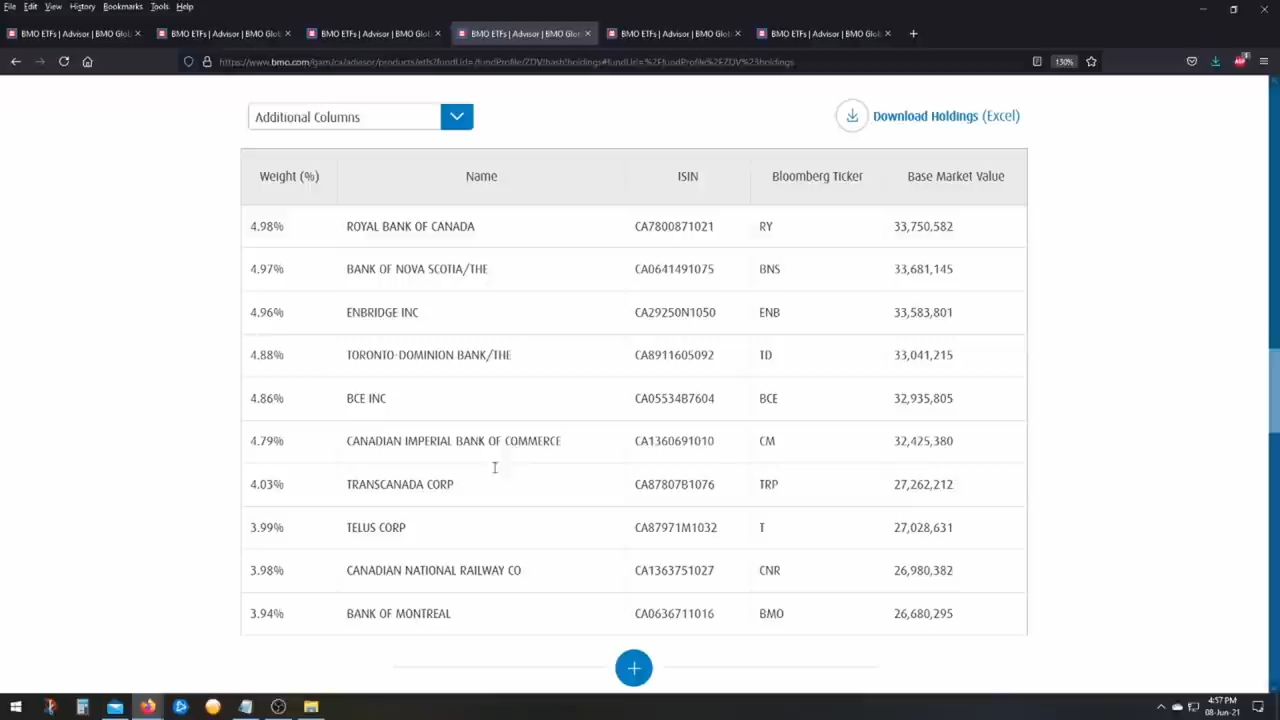 File Edit View History Bookmarks Tools Help
BMO ETFs | Advisor | BMO Glob BMO ETFs | Advisor | BMO Glob BMO ETFs | Advisor | BMO Glob BMO ETFs | Advisor | BMO Glob BMO ETFs | Advisor | BMO Glob BMO ETFs | Advisor | BMO Glob
130%
Additional Columns
Download Holdings (Excel)
Weight (%) Name ISIN Bloomberg Ticker Base Market Value
4.98% ROYAL BANK OF CANADA CA7800871021 RY 33,750,582
4.97% BANK OF NOVA SCOTIA/THE CA0641491075 BNS 33,681,145
4.96% ENBRIDGE INC CA29250N1050 ENB 33,583,801
4.88% TORONTO-DOMINION BANK/THE CA8911605092 TD 33,041,215
4.86% BCE INC CA05534B7604 BCE 32,935,805
4.79% CANADIAN IMPERIAL BANK OF COMMERCE CA1360691010 CM 32,425,380
4.03% TRANSCANADA CORP CA87807B1076 TRP 27,262,212
3.99% TELUS CORP CA87971M1032 T 27,028,631
3.98% CANADIAN NATIONAL RAILWAY CO CA1363751027 CNR 26,980,382
3.94% BANK OF MONTREAL CA0636711016 BMO 26,680,295
4:57 PM
08-Jun-21